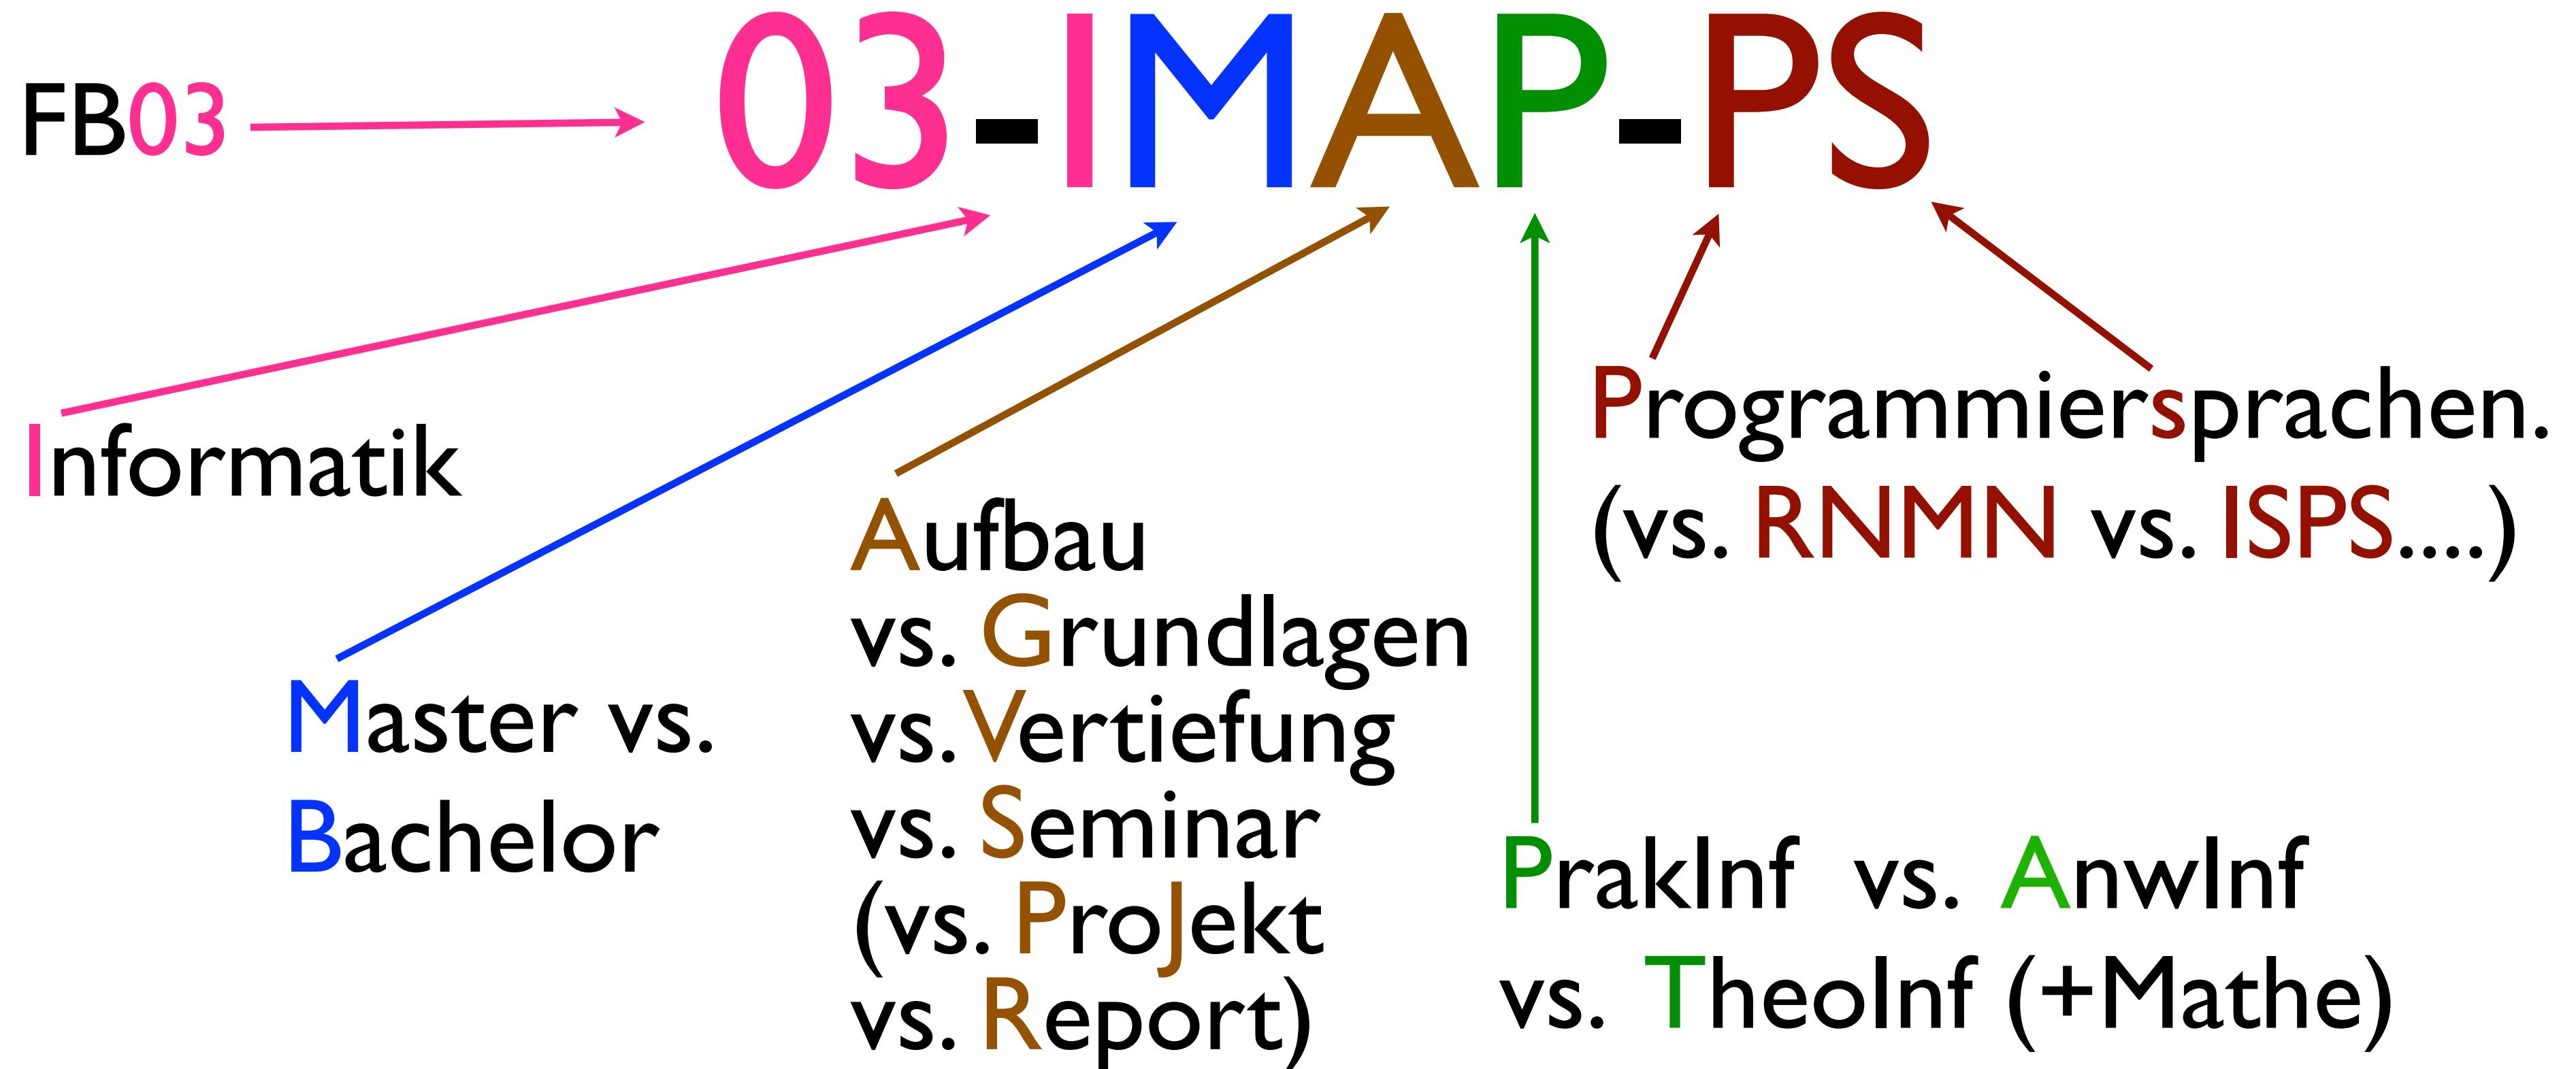 03-IMAP-PS
FB03
Informatik
Master vs.
Bachelor
Aufbau
vs. Grundlagen
vs. Vertiefung
vs. Seminar
(vs. ProJekt
vs. Report)
PrakInf vs. AnwInf
vs. TheoInf (+Mathe)
Programmiersprachen.
(vs. RNMN vs. ISPS....)